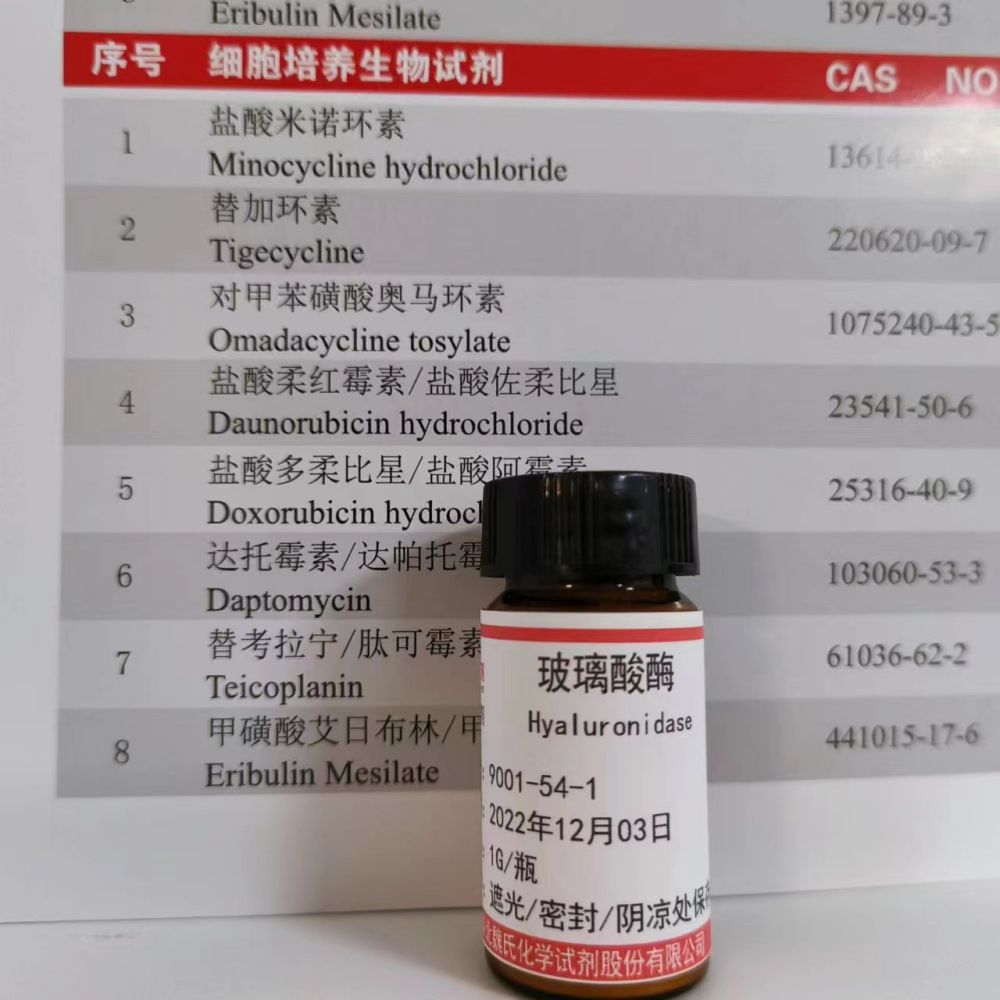 Eribulin Mesilate 1397-89-3
序号 细胞培养生物试剂 CAS NO
1 盐酸米诺环素
Minocycline hydrochloride 13614-
2 替加环素
Tigecycline 220620-09-7
3 对甲苯磺酸奥马环素
Omadacycline tosylate 1075240-43-5
4 盐酸柔红霉素/盐酸佐柔比星
Daunorubicin hydrochloride 23541-50-6
5 盐酸多柔比星/盐酸阿霉素
Doxorubicin hydrocl 25316-40-9
6 达托霉素/达帕托霉
Daptomycin 103060-53-3
7 替考拉宁/肽可霉素
Teicoplanin 61036-62-2
8 甲磺酸艾日布林/甲
Eribulin Mesilate 441015-17-6
玻璃酸酶
Hyaluronidase
: 9001-54-1
: 2022年12月03日
: 1G/瓶
: 遮光/密封/阴凉处保存
北魏氏化学试剂股份有限公司